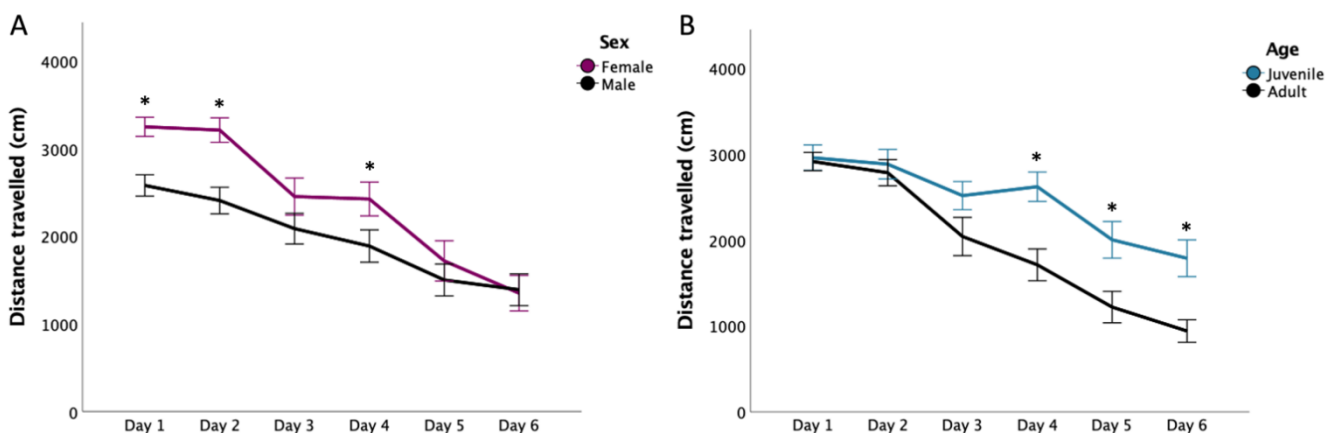 A
Sex
Female
Male
Distance travelled (cm)
4000
3000
2000
1000
0
* * *
Day 1 Day 2 Day 3 Day 4 Day 5 Day 6
B
Age
Juvenile
Adult
Distance travelled (cm)
4000
3000
2000
1000
0
* * *
Day 1 Day 2 Day 3 Day 4 Day 5 Day 6